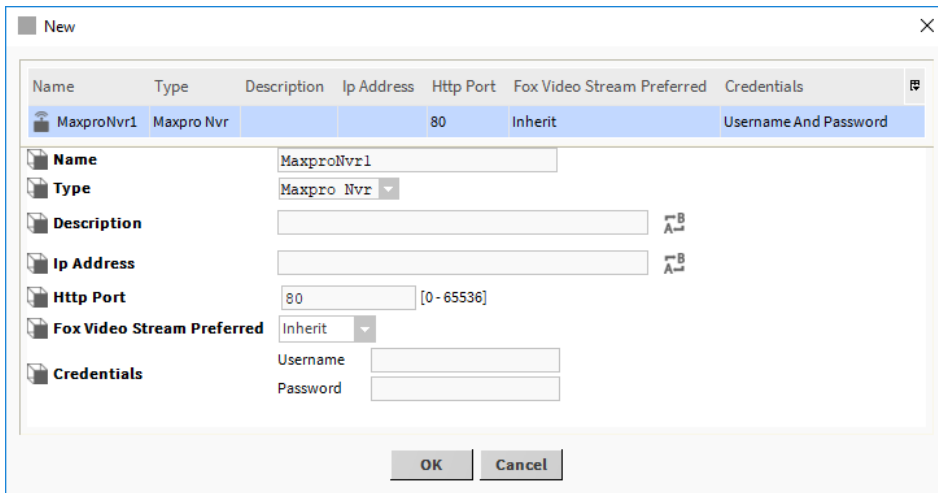 New
Name Type Description Ip Address Http Port Fox Video Stream Preferred Credentials
MaxproNvr1 Maxpro Nvr 80 Inherit Username And Password
Name MaxproNvr1
Type Maxpro Nvr
Description
B
A
Ip Address
B
A
Http Port 80 [0 - 65536]
Fox Video Stream Preferred Inherit
Username
Credentials
Password
OK Cancel